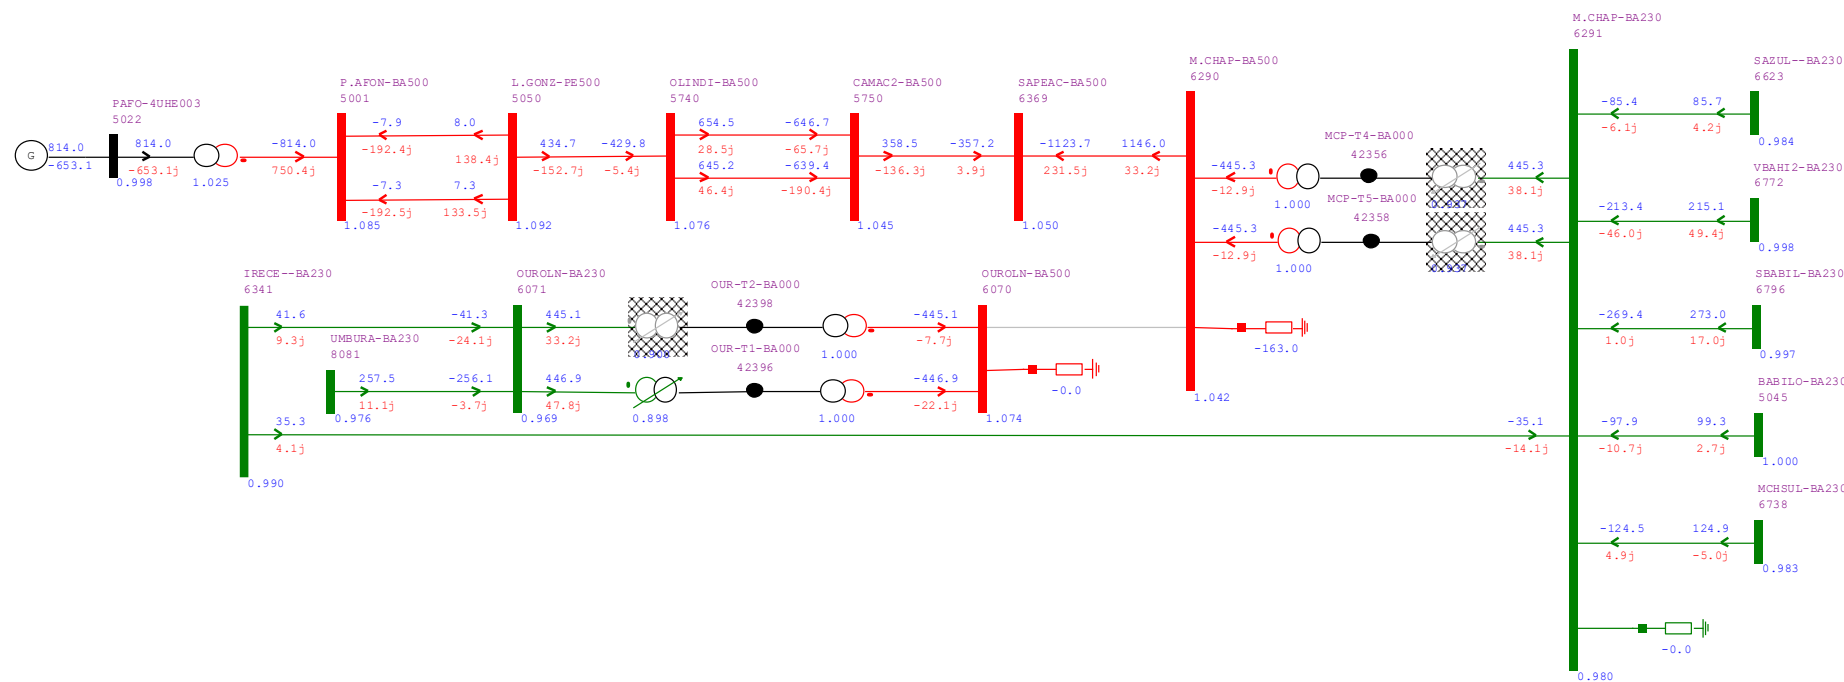 M.CHAP-BA230
6291
M.CHAP-BA500
6290
SAZUL--BA230
6623
P.AFON-BA500
5001
L.GONZ-PE500
5050
OLINDI-BA500
5740
CAMAC2-BA500
5750
SAPEAC-BA500
6369
PAFO-4UHE003
5022
-85.4
85.7
-6.1j
4.2j
0.984
-7.9
8.0
-192.4j
138.4j
654.5
-646.7
28.5j
-65.7j
MCP-T4-BA000
42356
G
814.0
-653.1
814.0
-653.1j
0.998
1.025
-814.0
750.4j
434.7
-429.8
-152.7j
-5.4j
645.2
-639.4
46.4j
-190.4j
358.5
-357.2
-136.3j
3.9j
-1123.7
1146.0
231.5j
33.2j
-445.3
-12.9j
1.000
445.3
38.1j
VBAHI2-BA230
6772
-7.3
7.3
-192.5j
133.5j
1.085
1.092
1.076
1.045
1.050
MCP-T5-BA000
42358
-445.3
-12.9j
1.000
445.3
38.1j
-213.4
215.1
-46.0j
49.4j
0.998
IRECE--BA230
6341
OUROLN-BA230
6071
OUR-T2-BA000
42398
OUROLN-BA500
6070
SBABIL-BA230
6796
41.6
-41.3
9.3j
-24.1j
445.1
33.2j
1.000
-445.1
-7.7j
-269.4
273.0
1.0j
17.0j
0.997
-163.0
UMBURA-BA230
8081
OUR-T1-BA000
42396
257.5
-256.1
11.1j
-3.7j
0.976
0.969
446.9
47.8j
0.898
1.000
-446.9
-22.1j
1.074
-0.0
1.042
BABILO-BA230
5045
35.3
4.1j
0.990
-35.1
-14.1j
-97.9
99.3
-10.7j
2.7j
1.000
MCHSUL-BA230
6738
-124.5
124.9
4.9j
-5.0j
0.983
-0.0
0.980